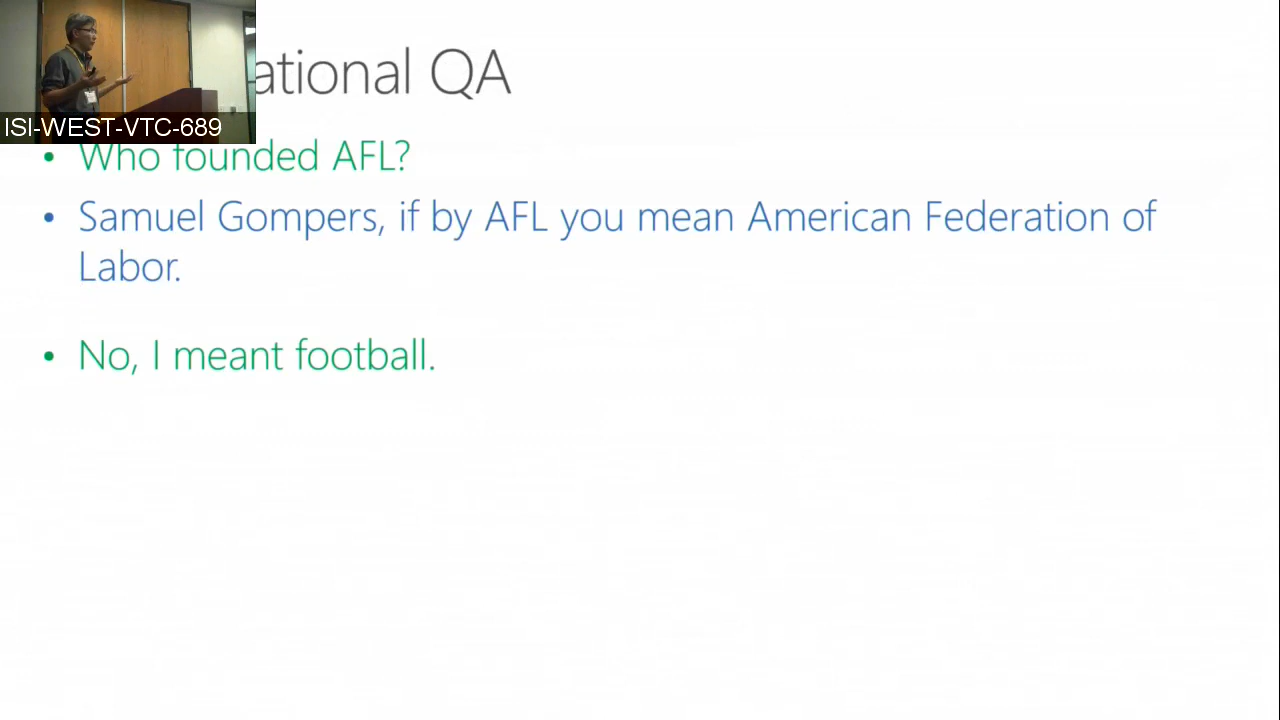 ational QA
ISI-WEST-VTC-689
• Who founded AFL?
• Samuel Gompers, if by AFL you mean American Federation of
Labor.
• No, I meant football.